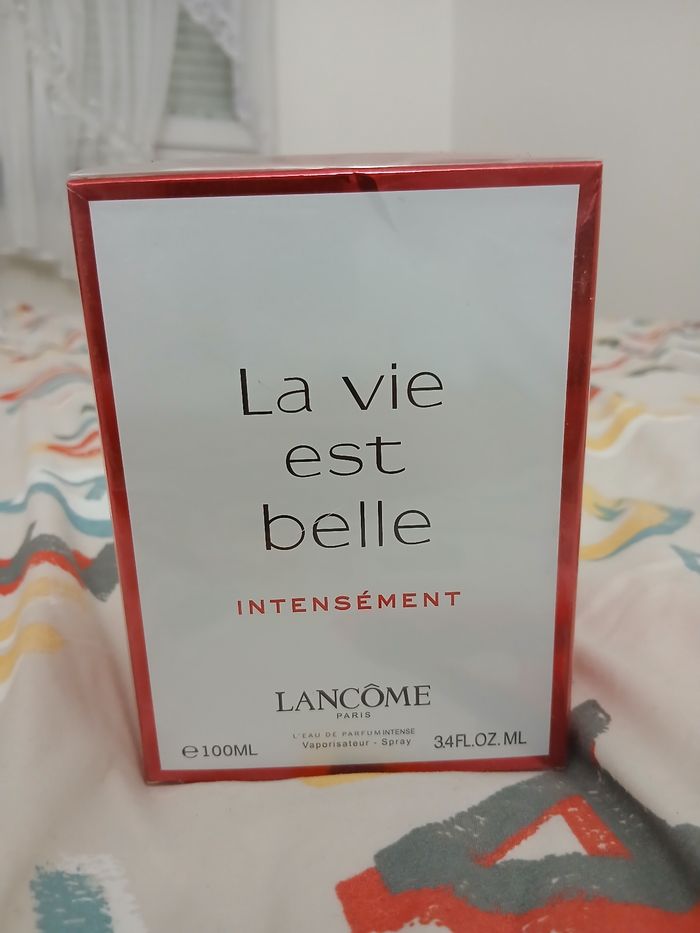 La vie
est
belle
INTENSÉMENT
LANCÔME
PARIS
L'EAU DE PARFUM INTENSE
Vaporisateur - Spray
℮100ML
3.4FL.OZ. ML